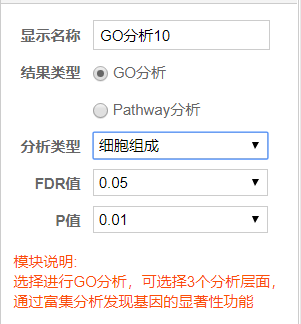 显示名称 GO分析10
结果类型 GO分析
Pathway分析
分析类型 细胞组成
FDR值 0.05
P值 0.01
模块说明:
选择进行GO分析，可选择3个分析层面，
通过富集分析发现基因的显著性功能